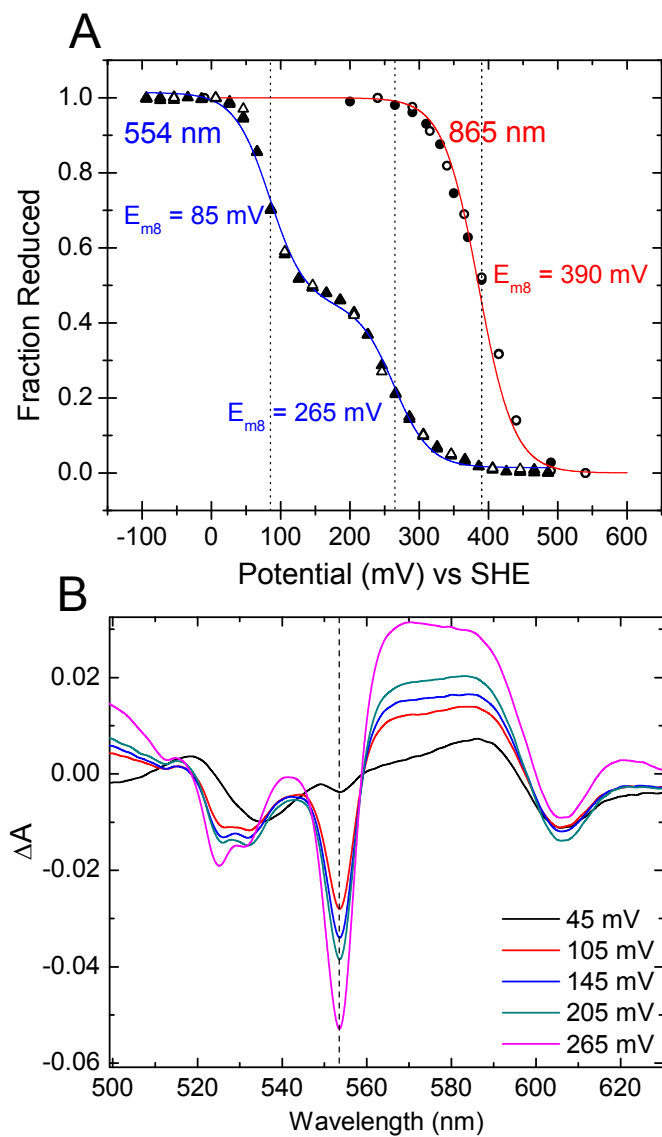 A
1.0
554 nm
865 nm
0.8
E_m8 = 85 mV
0.6
E_m8 = 390 mV
0.4
E_m8 = 265 mV
0.2
0.0
Fraction Reduced
-100 0 100 200 300 400 500 600
Potential (mV) vs SHE
B
0.02
0.00
-0.02
-0.04
-0.06
ΔA
45 mV
105 mV
145 mV
205 mV
265 mV
500 520 540 560 580 600 620
Wavelength (nm)